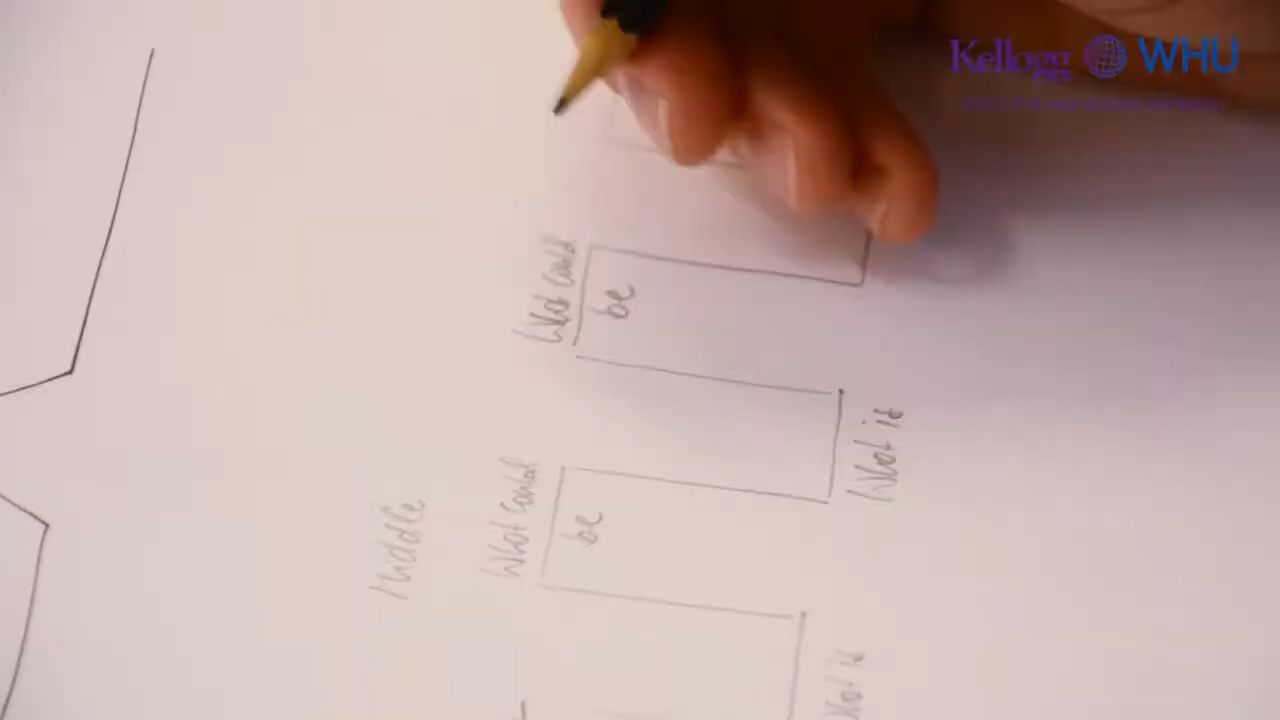 Kellogg WHU
What could
be
What is
Middle
What could
be
What is